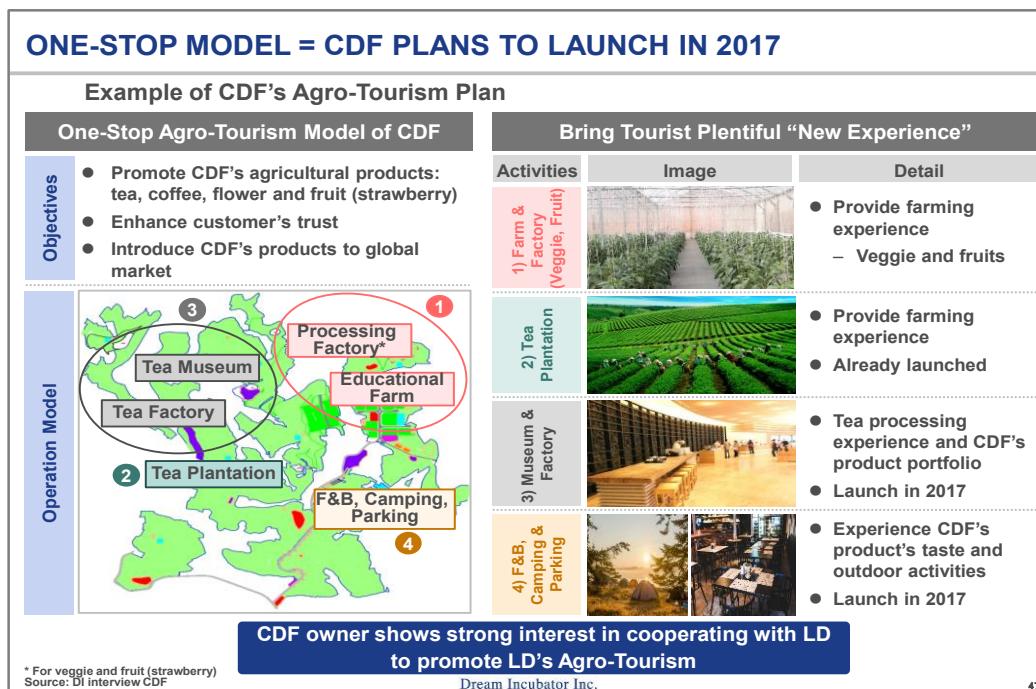 ONE-STOP MODEL = CDF PLANS TO LAUNCH IN 2017
Example of CDF's Agro-Tourism Plan
One-Stop Agro-Tourism Model of CDF
Objectives
● Promote CDF's agricultural products:
tea, coffee, flower and fruit (strawberry)
● Enhance customer's trust
● Introduce CDF's products to global
market
Operation Model
3
1
Processing
Factory*
Tea Museum
Educational
Farm
Tea Factory
2
Tea Plantation
F&B, Camping,
Parking
4
Bring Tourist Plentiful “New Experience”
Activities
Image
Detail
1) Farm &
Factory
(Veggie, Fruit)
● Provide farming
experience
– Veggie and fruits
2) Tea
Plantation
● Provide farming
experience
● Already launched
3) Museum &
Factory
● Tea processing
experience and CDF's
product portfolio
● Launch in 2017
4) F&B,
Camping &
Parking
● Experience CDF's
product's taste and
outdoor activities
● Launch in 2017
CDF owner shows strong interest in cooperating with LD
to promote LD's Agro-Tourism
* For veggie and fruit (strawberry)
Source: DI interview CDF
Dream Incubator Inc.